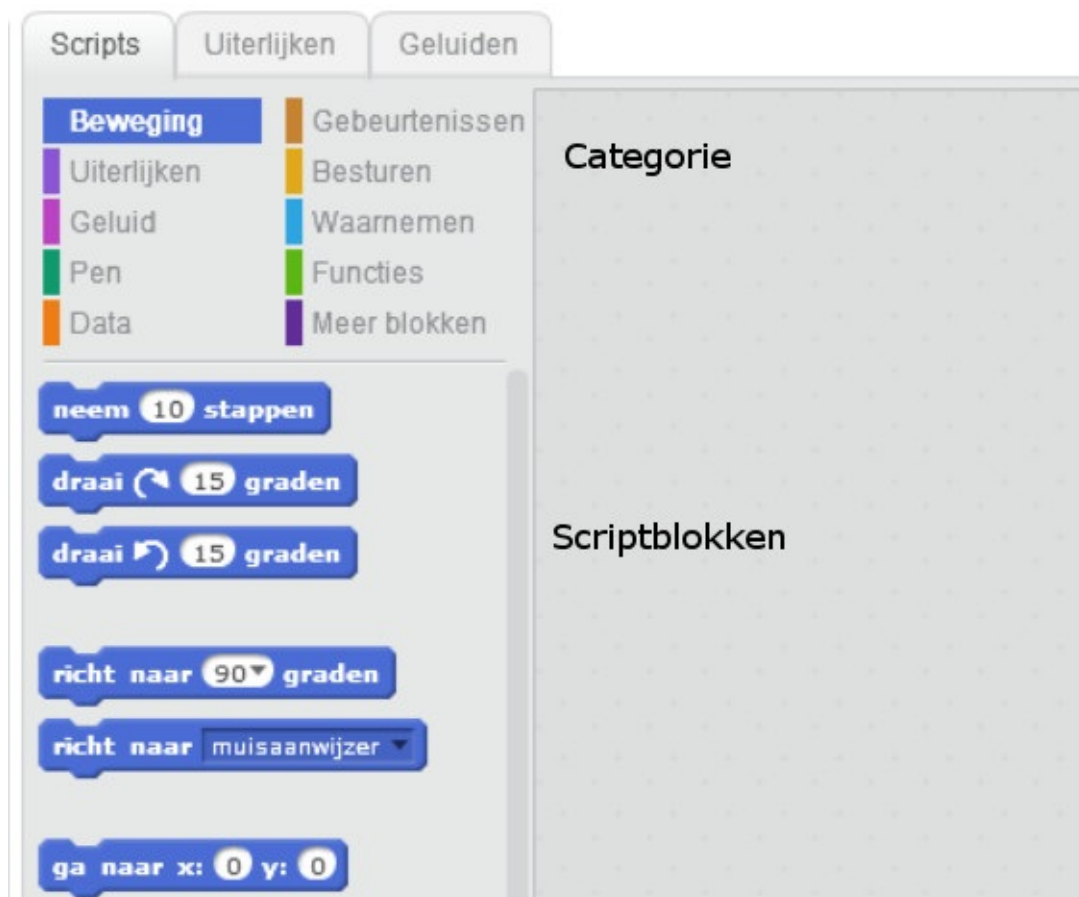 Scripts Uiterlijken Geluiden
Beweging Gebeurtenissen
Uiterlijken Besturen
Geluid Waarnemen
Pen Functies
Data Meer blokken
Categorie
neem 10 stappen
draai 15 graden
draai 15 graden
Scriptblokken
richt naar 90 graden
richt naar muisaanwijzer
ga naar x: 0 y: 0